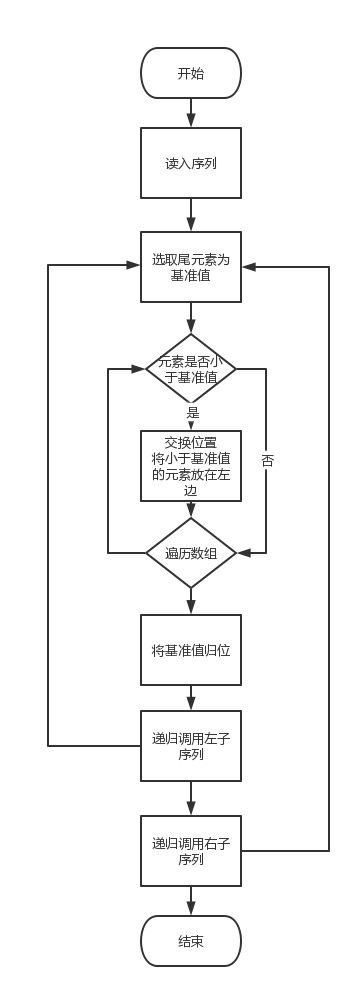 开始
读入序列
选取尾元素为
基准值
元素是否小
于基准值
是
交换位置
将小于基准值
的元素放在左
边
否
遍历数组
将基准值归位
递归调用左子
序列
递归调用右子
序列
结束